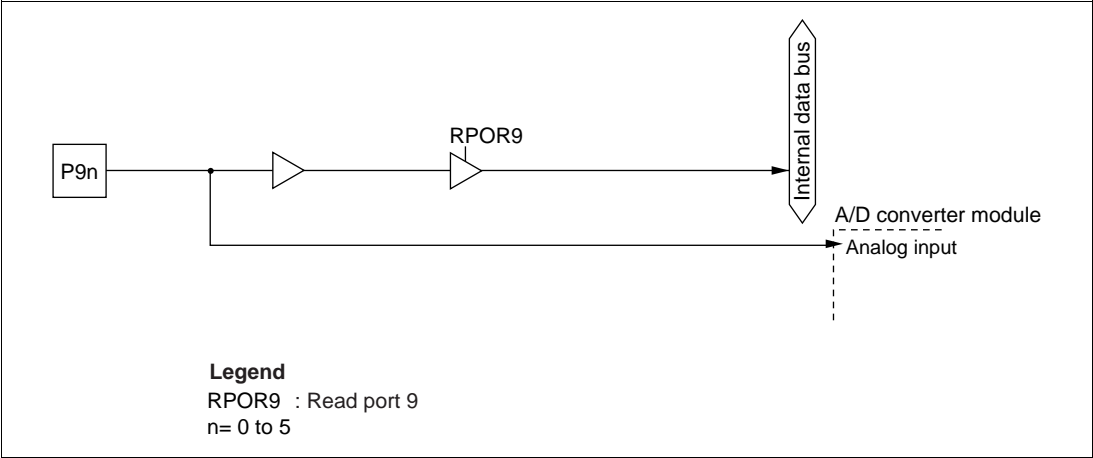 RPOR9
P9n
Internal data bus
A/D converter module
Analog input
Legend
RPOR9 : Read port 9
n= 0 to 5